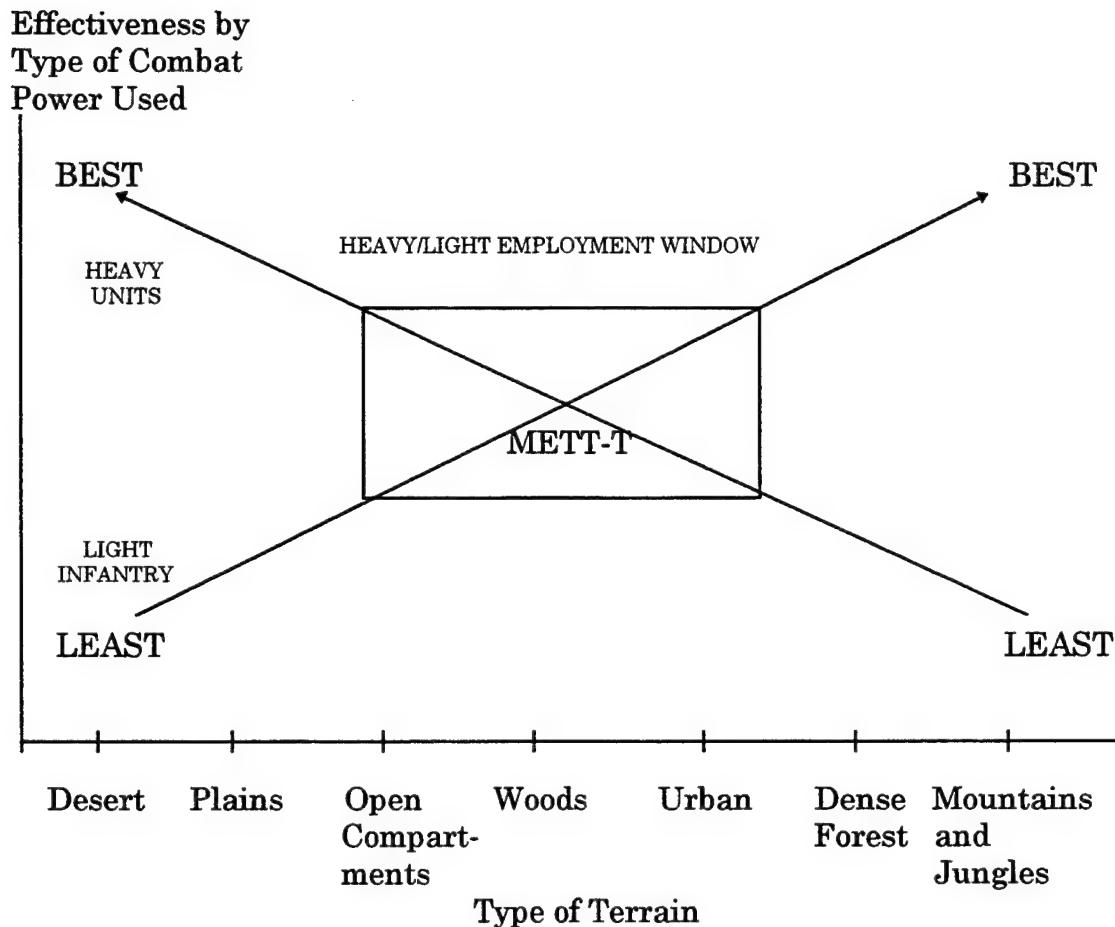 Effectiveness by
Type of Combat
Power Used
BEST
BEST
HEAVY/LIGHT EMPLOYMENT WINDOW
HEAVY
UNITS
METT-T
LIGHT
INFANTRY
LEAST
LEAST
Desert
Plains
Open
Compart-
ments
Woods
Urban
Dense
Forest
Mountains
and
Jungles
Type of Terrain